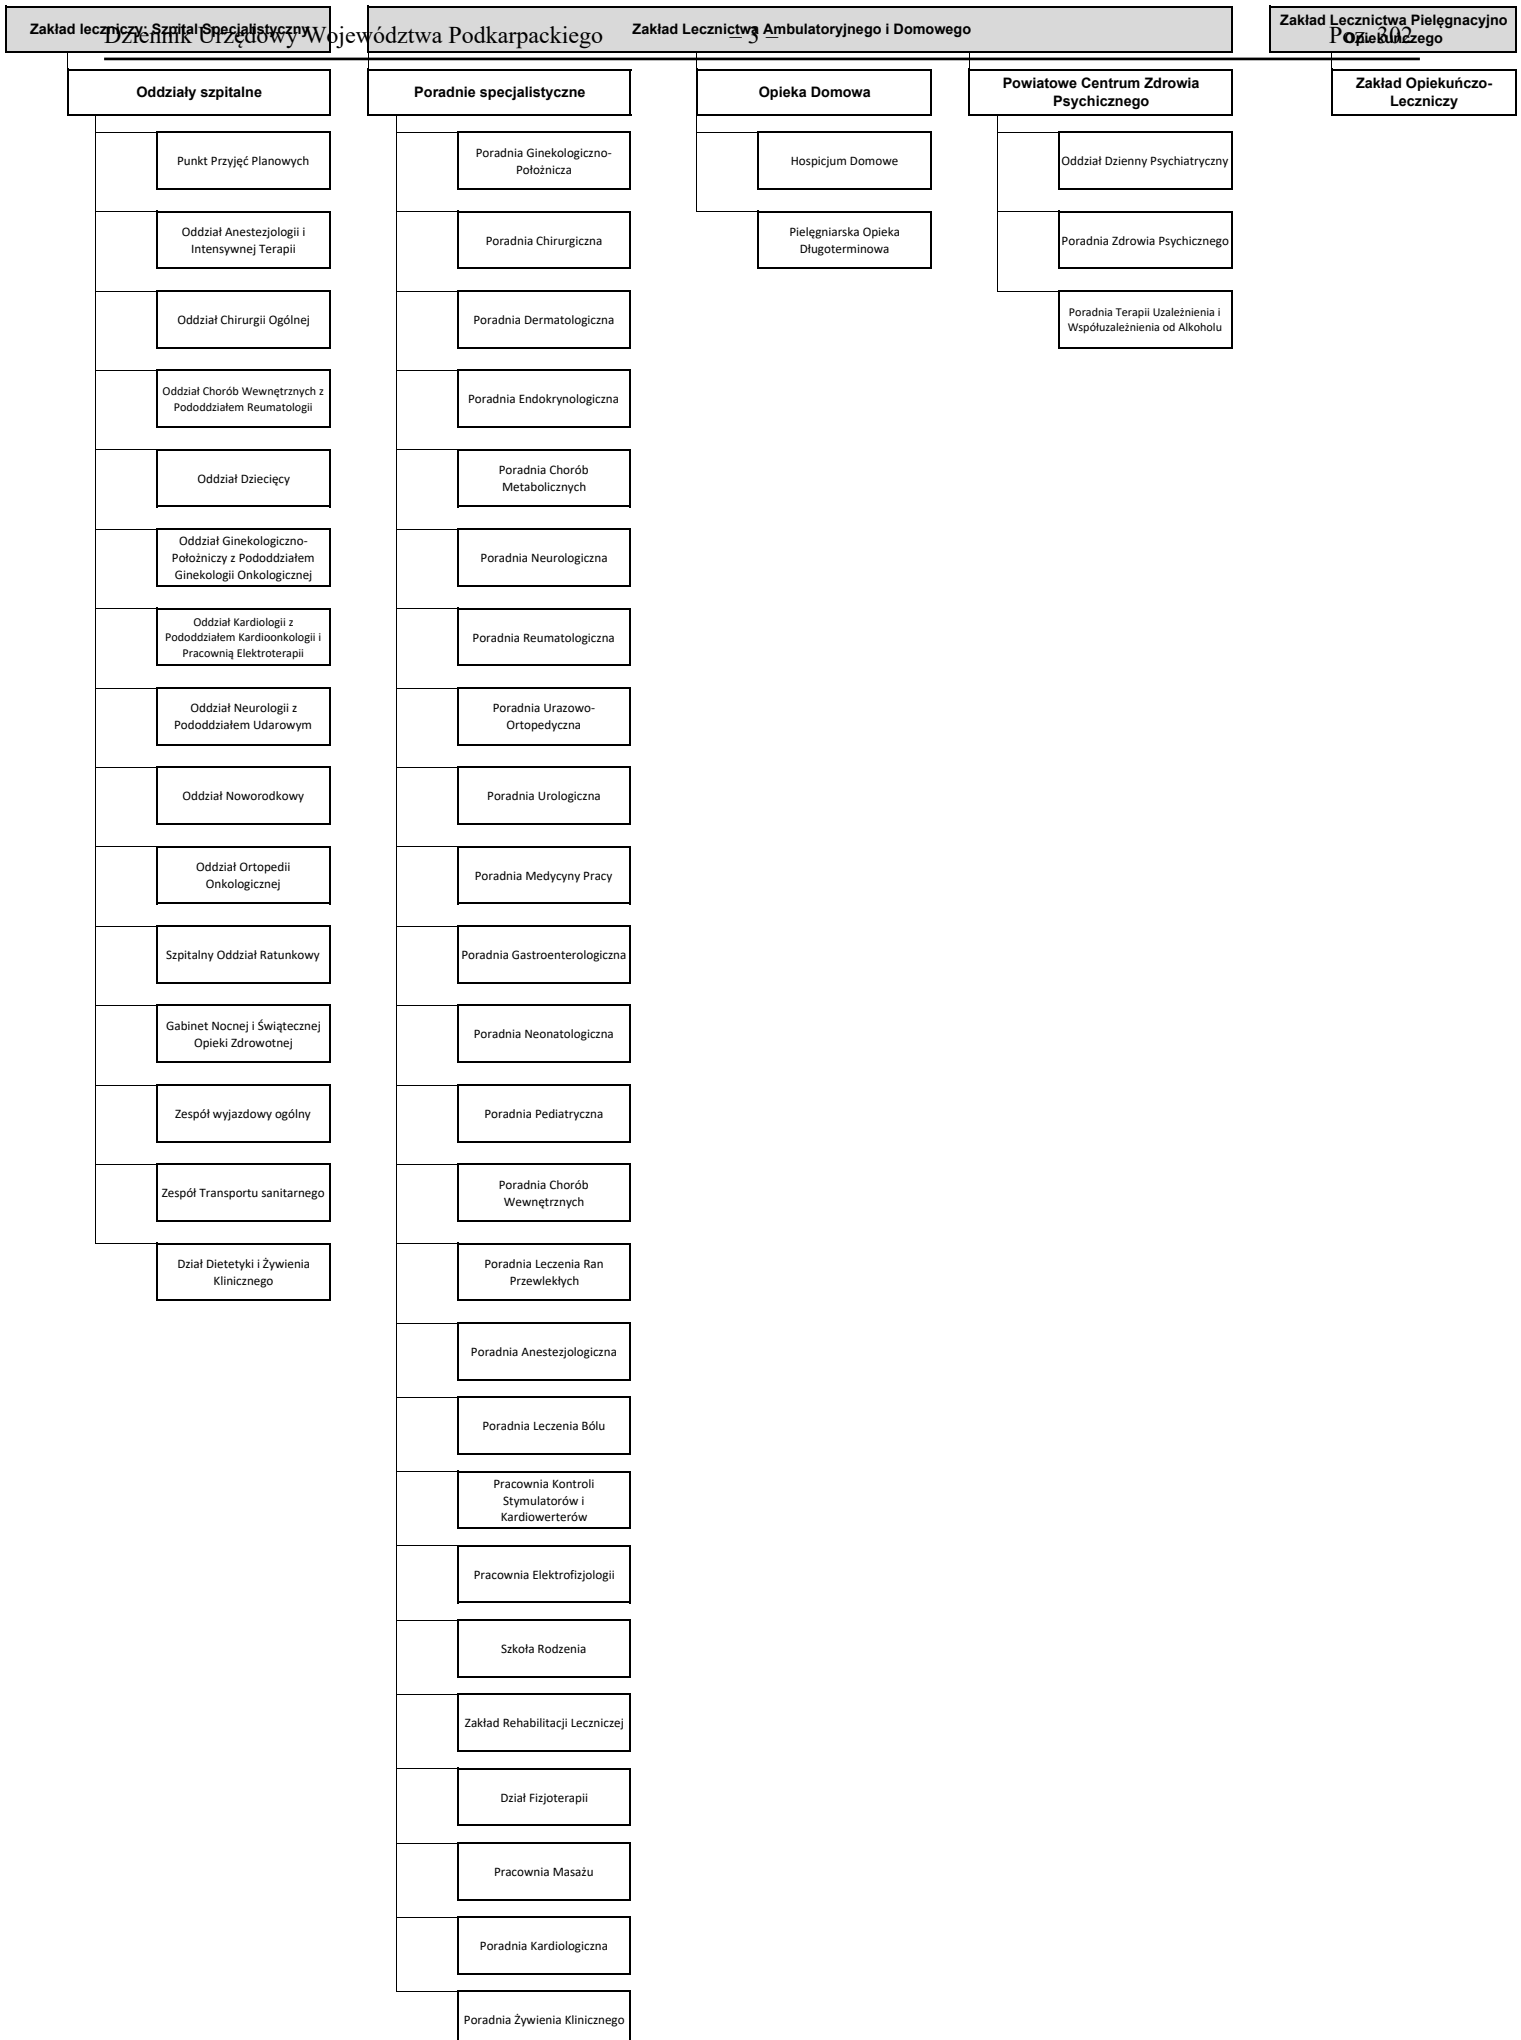 Dziennik Urzędowy Województwa Podkarpackiego – 3 – Poz. 302
Zakład leczniczy: Szpital Specjalistyczny
Oddziały szpitalne
Punkt Przyjęć Planowych
Oddział Anestezjologii i
Intensywnej Terapii
Oddział Chirurgii Ogólnej
Oddział Chorób Wewnętrznych z
Pododdziałem Reumatologii
Oddział Dziecięcy
Oddział Ginekologiczno-
Położniczy z Pododdziałem
Ginekologii Onkologicznej
Oddział Kardiologii z
Pododdziałem Kardioonkologii i
Pracownią Elektroterapii
Oddział Neurologii z
Pododdziałem Udarowym
Oddział Noworodkowy
Oddział Ortopedii
Onkologicznej
Szpitalny Oddział Ratunkowy
Gabinet Nocnej i Świątecznej
Opieki Zdrowotnej
Zespół wyjazdowy ogólny
Zespół Transportu sanitarnego
Dział Dietetyki i Żywienia
Klinicznego
Zakład Lecznictwa Ambulatoryjnego i Domowego
Poradnie specjalistyczne
Poradnia Ginekologiczno-
Położnicza
Poradnia Chirurgiczna
Poradnia Dermatologiczna
Poradnia Endokrynologiczna
Poradnia Chorób
Metabolicznych
Poradnia Neurologiczna
Poradnia Reumatologiczna
Poradnia Urazowo-
Ortopedyczna
Poradnia Urologiczna
Poradnia Medycyny Pracy
Poradnia Gastroenterologiczna
Poradnia Neonatologiczna
Poradnia Pediatryczna
Poradnia Chorób
Wewnętrznych
Poradnia Leczenia Ran
Przewlekłych
Poradnia Anestezjologiczna
Poradnia Leczenia Bólu
Pracownia Kontroli
Stymulatorów i
Kardiowerterów
Pracownia Elektrofizjologii
Szkoła Rodzenia
Zakład Rehabilitacji Leczniczej
Dział Fizjoterapii
Pracownia Masażu
Poradnia Kardiologiczna
Poradnia Żywienia Klinicznego
Opieka Domowa
Hospicjum Domowe
Pielęgniarska Opieka
Długoterminowa
Powiatowe Centrum Zdrowia
Psychicznego
Oddział Dzienny Psychiatryczny
Poradnia Zdrowia Psychicznego
Poradnia Terapii Uzależnienia i
Współuzależnienia od Alkoholu
Zakład Lecznictwa Pielęgnacyjno
Opiekuńczego
Zakład Opiekuńczo-
Leczniczy